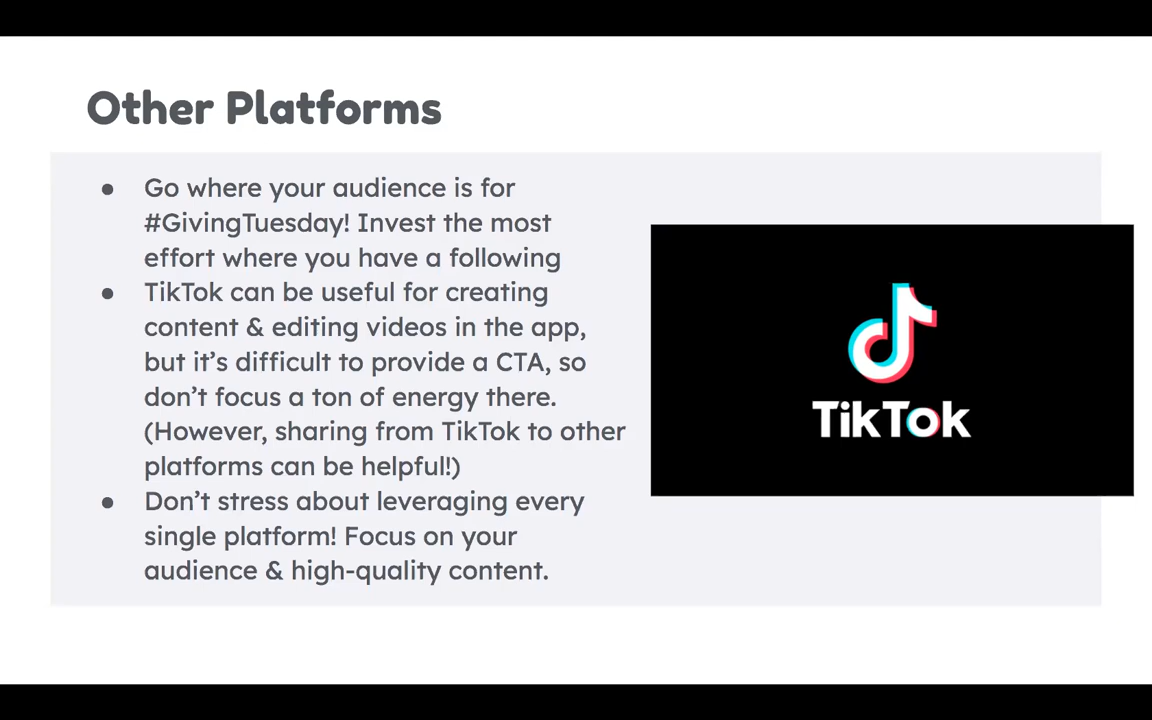 Other Platforms
● Go where your audience is for
#GivingTuesday! Invest the most
effort where you have a following
● TikTok can be useful for creating
content & editing videos in the app,
but it’s difficult to provide a CTA, so
don’t focus a ton of energy there.
(However, sharing from TikTok to other
platforms can be helpful!)
● Don’t stress about leveraging every
single platform! Focus on your
audience & high-quality content.
TikTok